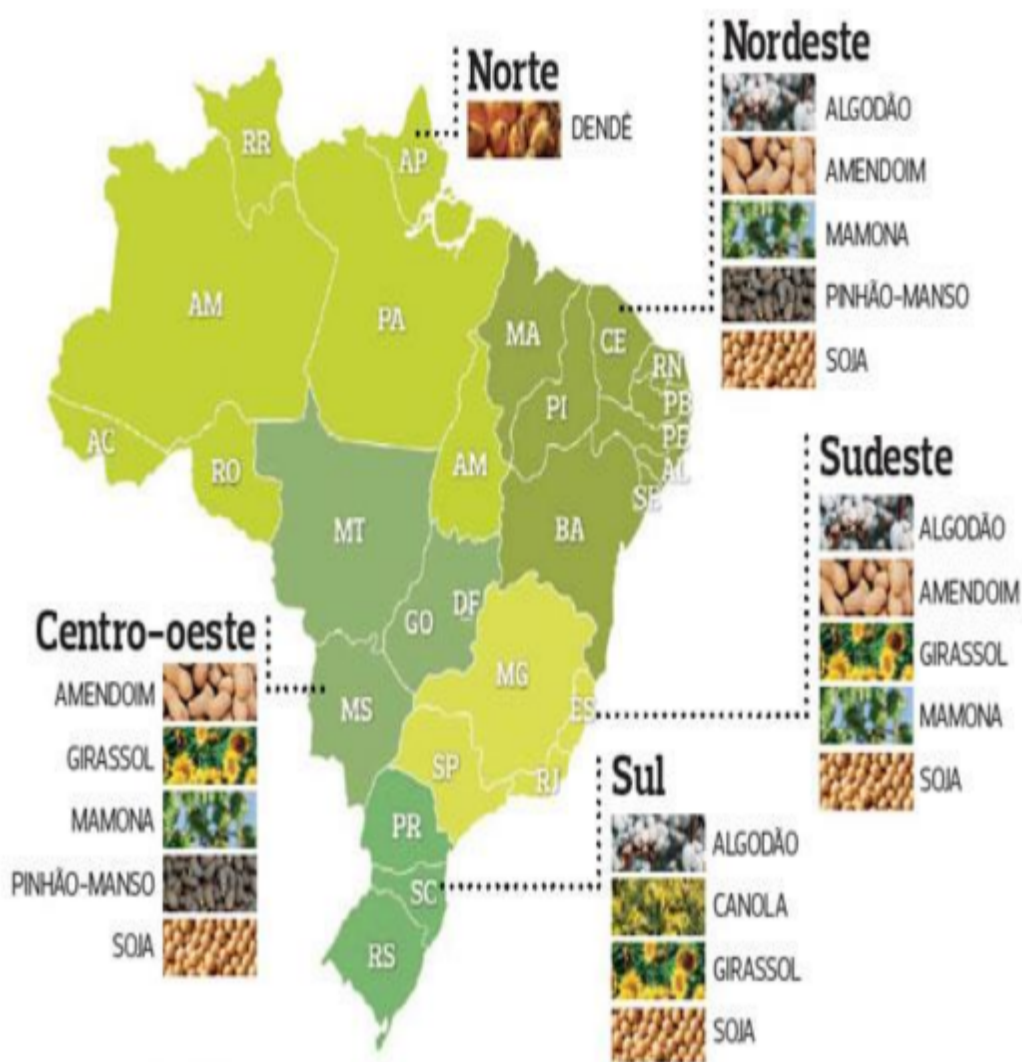 Norte
DENDÊ
Nordeste
ALGODÃO
AMENDOIM
MAMONA
PINHÃO-MANSO
SOJA
RR
AP
AM
PA
MA
CE
RN
PI
PB
PE
AC
RO
AM
AL
SE
MT
BA
GO
DF
MG
MS
ES
SP
RJ
PR
SC
RS
Sudeste
ALGODÃO
AMENDOIM
GIRASSOL
MAMONA
SOJA
Centro-oeste
AMENDOIM
GIRASSOL
MAMONA
PINHÃO-MANSO
SOJA
Sul
ALGODÃO
CANOLA
GIRASSOL
SOJA